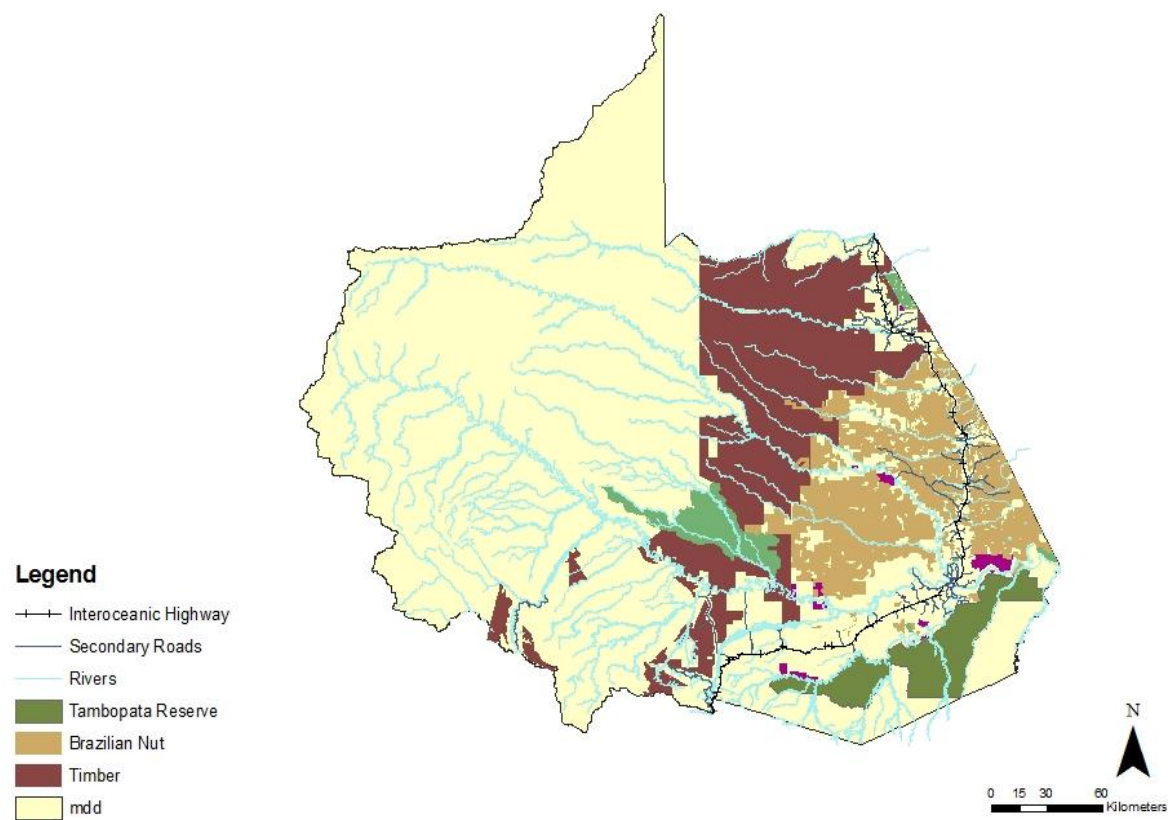 Legend
Interoceanic Highway
Secondary Roads
Rivers
Tambopata Reserve
Brazilian Nut
Timber
mdd
N
0 15 30 60
Kilometers